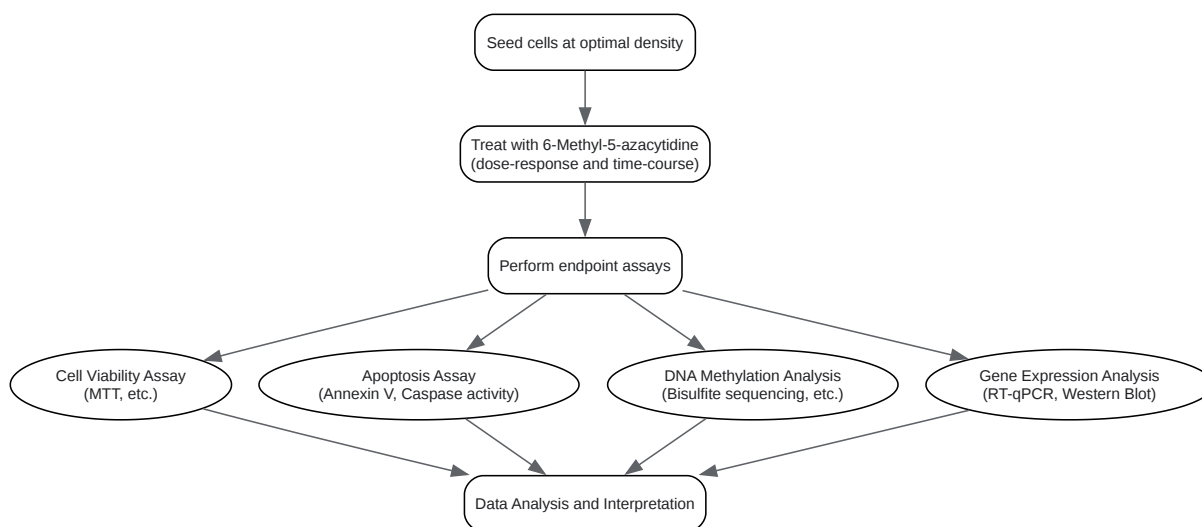 Seed cells at optimal density
Treat with 6-Methyl-5-azacytidine
(dose-response and time-course)
Perform endpoint assays
Cell Viability Assay
(MTT, etc.)
Apoptosis Assay
(Annexin V, Caspase activity)
DNA Methylation Analysis
(Bisulfite sequencing, etc.)
Gene Expression Analysis
(RT-qPCR, Western Blot)
Data Analysis and Interpretation